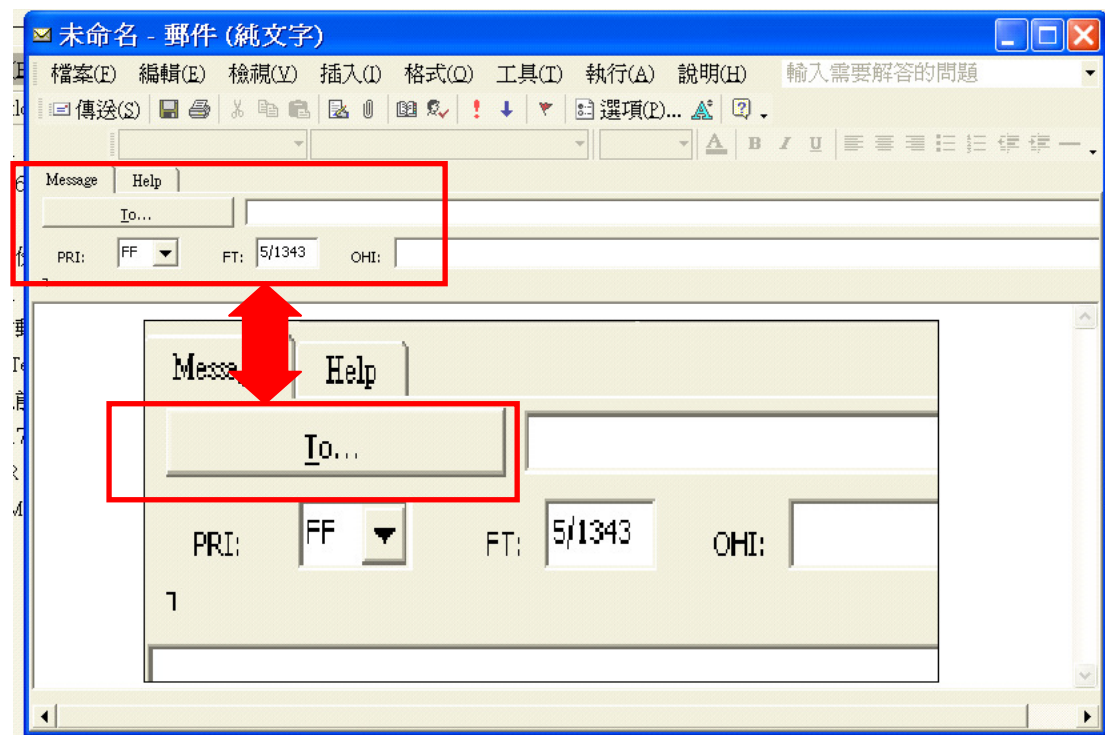 未命名 - 郵件 (純文字)
檔案(F) 編輯(E) 檢視(V) 插入(I) 格式(O) 工具(T) 執行(A) 說明(H) 輸入需要解答的問題
傳送(S) 選項(P)...
A B I U
Message Help
To...
PRI: FF FT: 5/1343 OHI:
Help
To...
PRI: FF FT: 5/1343 OHI: